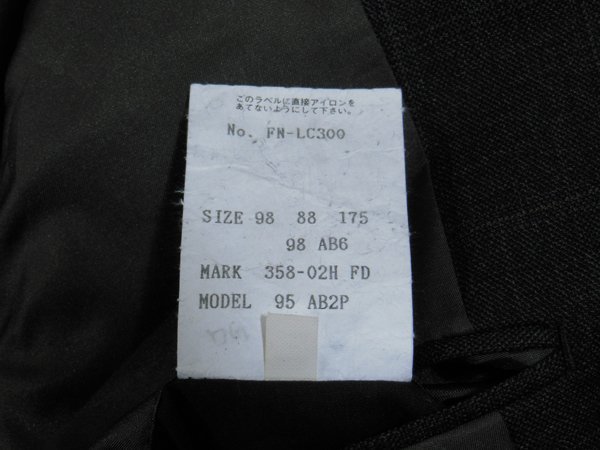 このラベルに直接アイロンを
あてないようにして下さい。
No. FN-LC300
SIZE 98 88 175
98 AB6
MARK 358-02H FD
MODEL 95 AB2P